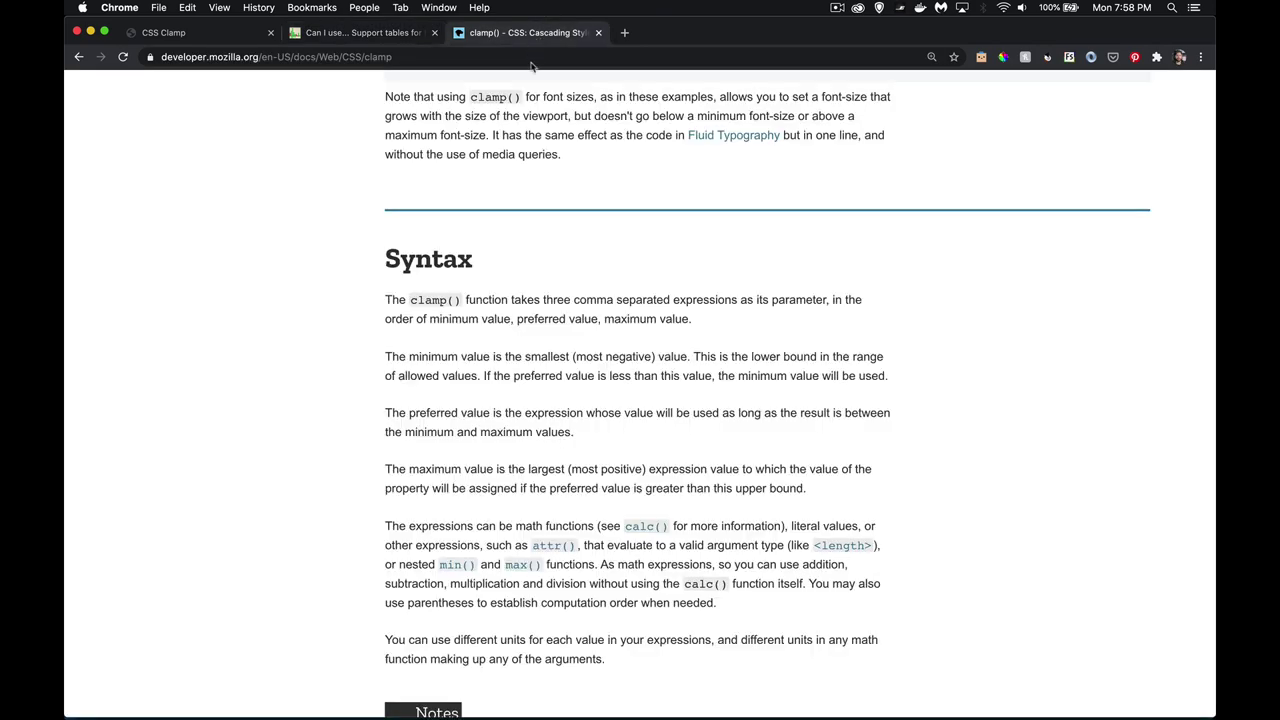 Chrome File Edit View History Bookmarks People Tab Window Help 100% Mon 7:58 PM
CSS Clamp Can I use... Support tables for clamp() - CSS: Cascading Styl
developer.mozilla.org/en-US/docs/Web/CSS/clamp
Note that using clamp() for font sizes, as in these examples, allows you to set a font-size that
grows with the size of the viewport, but doesn't go below a minimum font-size or above a
maximum font-size. It has the same effect as the code in Fluid Typography but in one line, and
without the use of media queries.
Syntax
The clamp() function takes three comma separated expressions as its parameter, in the
order of minimum value, preferred value, maximum value.
The minimum value is the smallest (most negative) value. This is the lower bound in the range
of allowed values. If the preferred value is less than this value, the minimum value will be used.
The preferred value is the expression whose value will be used as long as the result is between
the minimum and maximum values.
The maximum value is the largest (most positive) expression value to which the value of the
property will be assigned if the preferred value is greater than this upper bound.
The expressions can be math functions (see calc() for more information), literal values, or
other expressions, such as attr(), that evaluate to a valid argument type (like <length>),
or nested min() and max() functions. As math expressions, so you can use addition,
subtraction, multiplication and division without using the calc() function itself. You may also
use parentheses to establish computation order when needed.
You can use different units for each value in your expressions, and different units in any math
function making up any of the arguments.
Notes